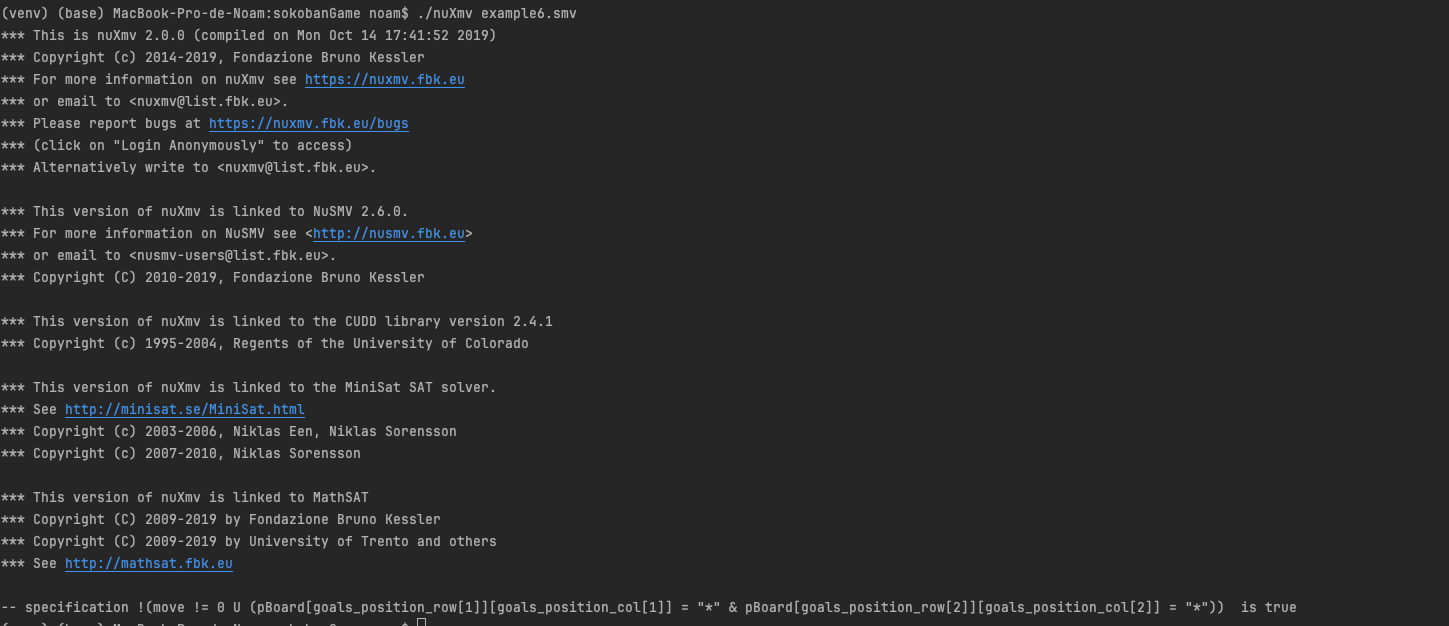 (venv) (base) MacBook-Pro-de-Noam:sokobanGame noam$ ./nuXmv example6.smv
*** This is nuXmv 2.0.0 (compiled on Mon Oct 14 17:41:52 2019)
*** Copyright (c) 2014-2019, Fondazione Bruno Kessler
*** For more information on nuXmv see https://nuxmv.fbk.eu
*** or email to <nuxmv@list.fbk.eu>.
*** Please report bugs at https://nuxmv.fbk.eu/bugs
*** (click on "Login Anonymously" to access)
*** Alternatively write to <nuxmv@list.fbk.eu>.
*** This version of nuXmv is linked to NuSMV 2.6.0.
*** For more information on NuSMV see <http://nusmv.fbk.eu>
*** or email to <nusmv-users@list.fbk.eu>.
*** Copyright (C) 2010-2019, Fondazione Bruno Kessler
*** This version of nuXmv is linked to the CUDD library version 2.4.1
*** Copyright (c) 1995-2004, Regents of the University of Colorado
*** This version of nuXmv is linked to the MiniSat SAT solver.
*** See http://minisat.se/MiniSat.html
*** Copyright (c) 2003-2006, Niklas Een, Niklas Sorensson
*** Copyright (c) 2007-2010, Niklas Sorensson
*** This version of nuXmv is linked to MathSAT
*** Copyright (C) 2009-2019 by Fondazione Bruno Kessler
*** Copyright (C) 2009-2019 by University of Trento and others
*** See http://mathsat.fbk.eu
-- specification !(move != 0 U (pBoard[goals_position_row[1]][goals_position_col[1]] = "*" & pBoard[goals_position_row[2]][goals_position_col[2]] = "*"))  is true